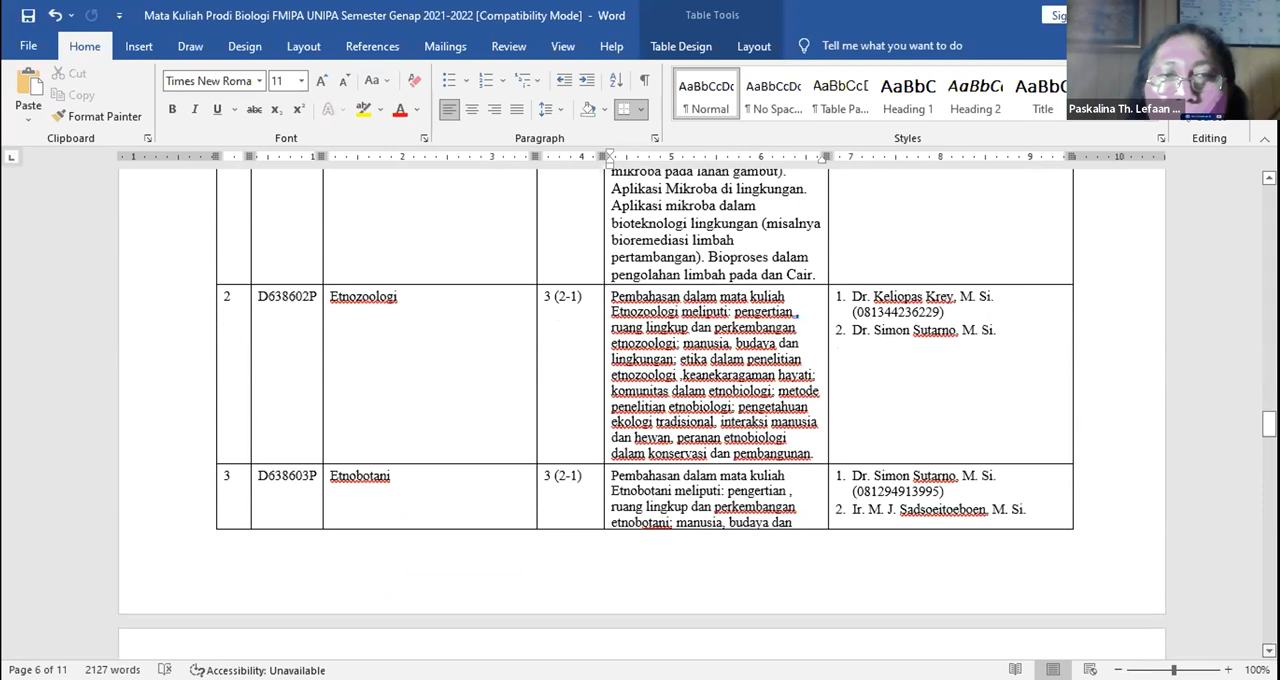 Mata Kuliah Prodi Biologi FMIPA UNIPA Semester Genap 2021-2022 [Compatibility Mode] - Word
Table Tools
Sig
File Home Insert Draw Design Layout References Mailings Review View Help Table Design Layout Tell me what you want to do
Paskalina Th. Lefaan ...
Cut
Copy
Format Painter
Paste
Times New Roma 11
Normal
No Spac...
Table Pa...
Heading 1
Heading 2
Title
Clipboard Font Paragraph Styles Editing
mikroba pada lahan gambut).
Aplikasi Mikroba di lingkungan.
Aplikasi mikroba dalam
bioteknologi lingkungan (misalnya
bioremediasi limbah
pertambangan). Bioproses dalam
pengolahan limbah pada dan Cair.
2 D638602P Etnozoologi 3 (2-1)
Pembahasan dalam mata kuliah
Etnozoologi meliputi: pengertian ,
ruang lingkup dan perkembangan
etnozoologi; manusia, budaya dan
lingkungan; etika dalam penelitian
etnozoologi ,keanekaragaman hayati;
komunitas dalam etnobiologi; metode
penelitian etnobiologi; pengetahuan
ekologi tradisional, interaksi manusia
dan hewan, peranan etnobiologi
dalam konservasi dan pembangunan.
1. Dr. Keliopas Krey, M. Si.
(081344236229)
2. Dr. Simon Sutarno, M. Si.
3 D638603P Etnobotani 3 (2-1)
Pembahasan dalam mata kuliah
Etnobotani meliputi: pengertian ,
ruang lingkup dan perkembangan
etnobotani; manusia, budaya dan
1. Dr. Simon Sutarno, M. Si.
(081294913995)
2. Ir. M. J. Sadsoeitoeboen, M. Si.
Page 6 of 11 2127 words Accessibility: Unavailable 100%